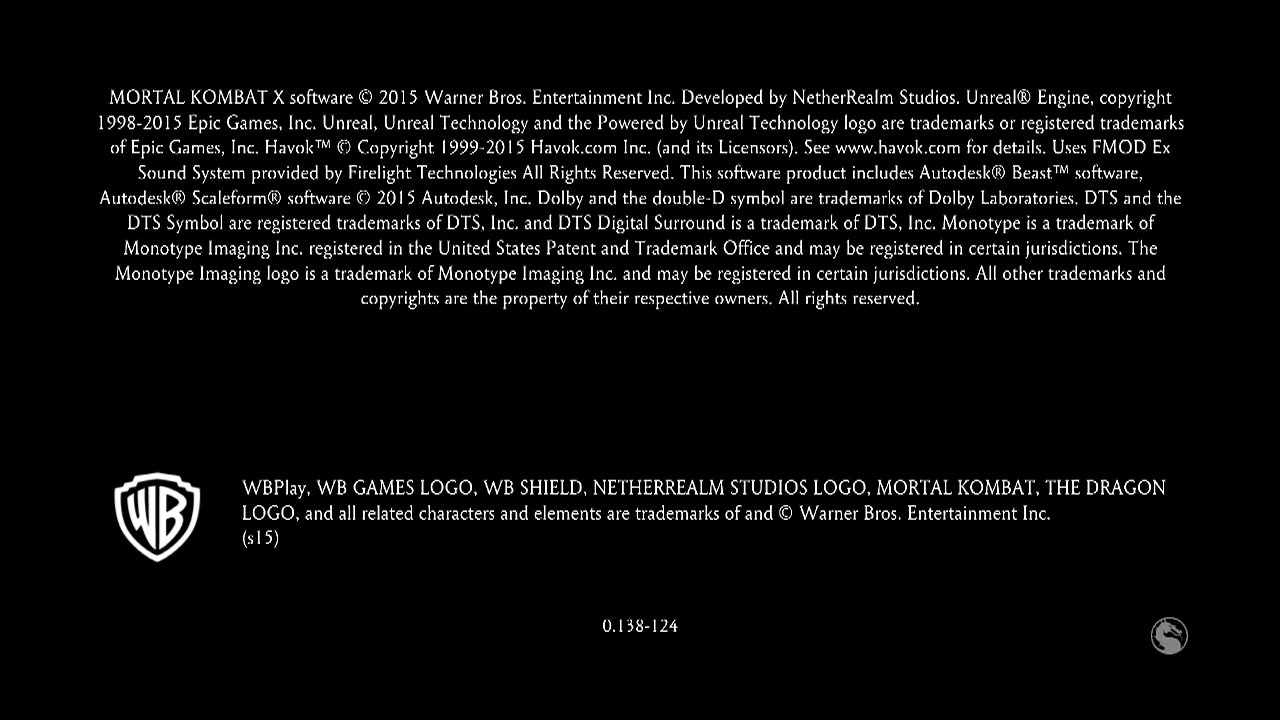 MORTAL KOMBAT X software © 2015 Warner Bros. Entertainment Inc. Developed by NetherRealm Studios. Unreal® Engine, copyright
1998-2015 Epic Games, Inc. Unreal, Unreal Technology and the Powered by Unreal Technology logo are trademarks or registered trademarks
of Epic Games, Inc. Havok™ © Copyright 1999-2015 Havok.com Inc. (and its Licensors). See www.havok.com for details. Uses FMOD Ex
Sound System provided by Firelight Technologies All Rights Reserved. This software product includes Autodesk® Beast™ software,
Autodesk® Scaleform® software © 2015 Autodesk, Inc. Dolby and the double-D symbol are trademarks of Dolby Laboratories. DTS and the
DTS Symbol are registered trademarks of DTS, Inc. and DTS Digital Surround is a trademark of DTS, Inc. Monotype is a trademark of
Monotype Imaging Inc. registered in the United States Patent and Trademark Office and may be registered in certain jurisdictions. The
Monotype Imaging logo is a trademark of Monotype Imaging Inc. and may be registered in certain jurisdictions. All other trademarks and
copyrights are the property of their respective owners. All rights reserved.
WB
WBPlay, WB GAMES LOGO, WB SHIELD, NETHERREALM STUDIOS LOGO, MORTAL KOMBAT, THE DRAGON
LOGO, and all related characters and elements are trademarks of and © Warner Bros. Entertainment Inc.
(s15)
0.138-124